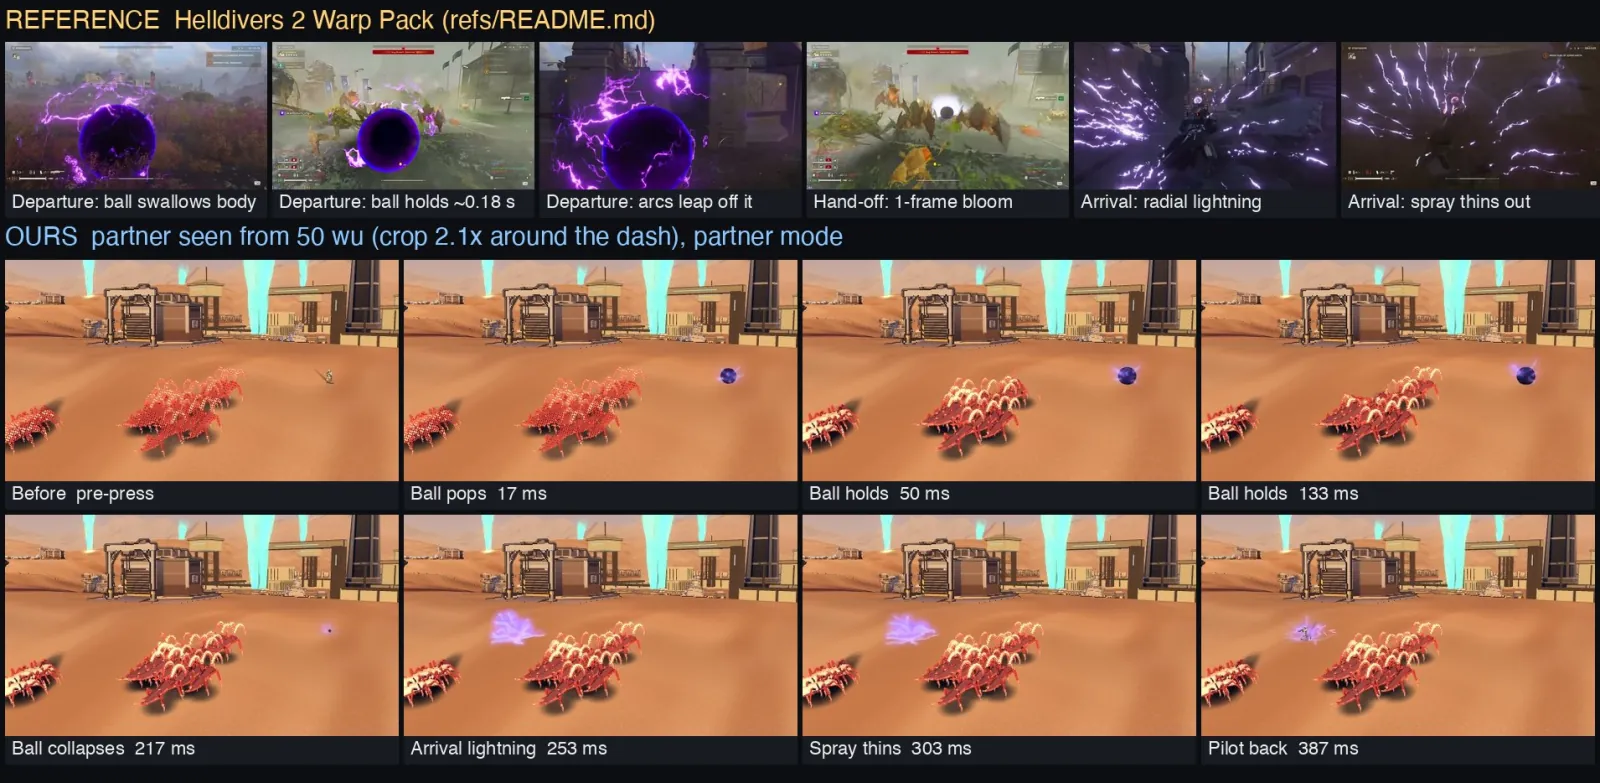 REFERENCE Helldivers 2 Warp Pack (refs/README.md)
Departure: ball swallows body
Departure: ball holds ~0.18 s
Departure: arcs leap off it
Hand-off: 1-frame bloom
Arrival: radial lightning
Arrival: spray thins out
OURS partner seen from 50 wu (crop 2.1x around the dash), partner mode
Before pre-press
Ball pops 17 ms
Ball holds 50 ms
Ball holds 133 ms
Ball collapses 217 ms
Arrival lightning 253 ms
Spray thins 303 ms
Pilot back 387 ms